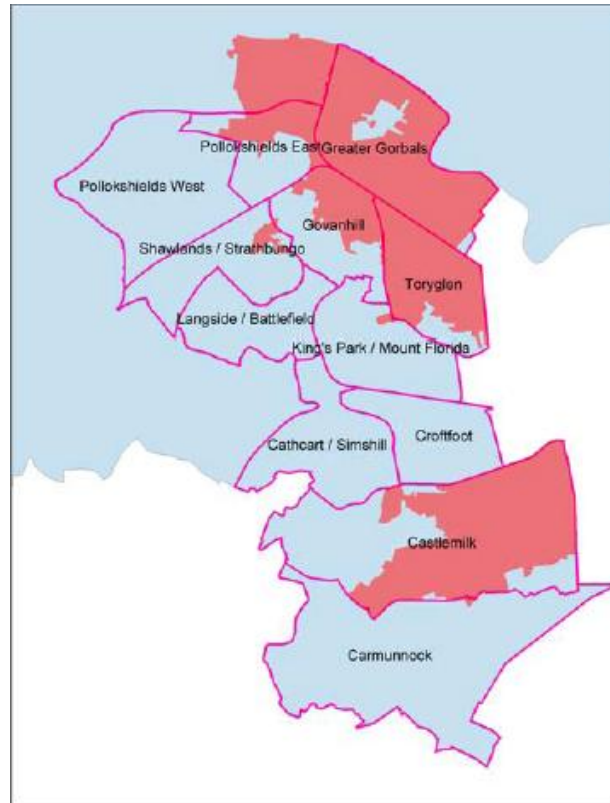 Pollokshields East
Greater Gorbals
Pollokshields West
Govanhill
Shawlands / Strathbungo
Toryglen
Langside / Battlefield
King's Park / Mount Florida
Croftfoot
Cathcart / Simshill
Castlemilk
Carmunnock